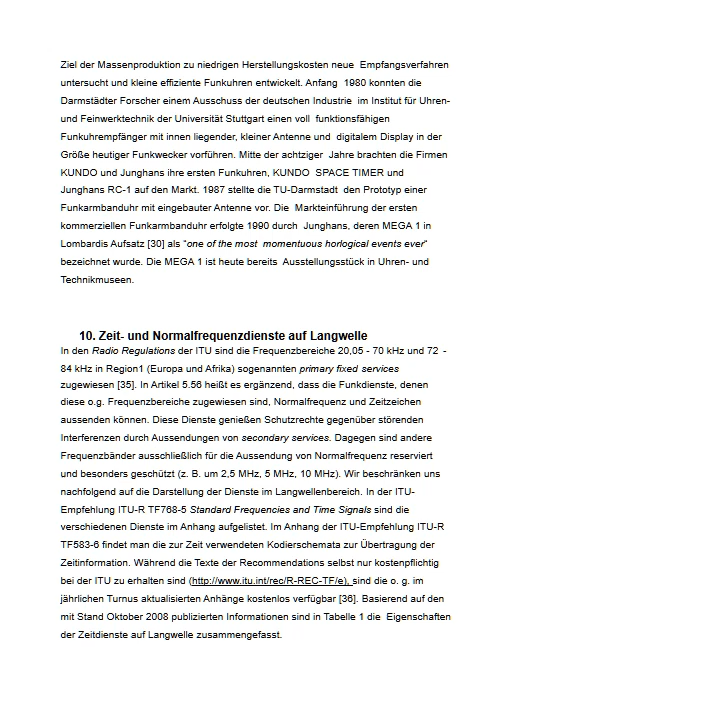 Ziel der Massenproduktion zu niedrigen Herstellungskosten neue Empfangsverfahren
untersucht und kleine effiziente Funkuhren entwickelt. Anfang 1980 konnten die
Darmstädter Forscher einem Ausschuss der deutschen Industrie im Institut für Uhren-
und Feinwerktechnik der Universität Stuttgart einen voll funktionsfähigen
Funkuhrempfänger mit innen liegender, kleiner Antenne und digitalem Display in der
Größe heutiger Funkwecker vorführen. Mitte der achtziger Jahre brachten die Firmen
KUNDO und Junghans ihre ersten Funkuhren, KUNDO SPACE TIMER und
Junghans RC-1 auf den Markt. 1987 stellte die TU-Darmstadt den Prototyp einer
Funkarmbanduhr mit eingebauter Antenne vor. Die Markteinführung der ersten
kommerziellen Funkarmbanduhr erfolgte 1990 durch Junghans, deren MEGA 1 in
Lombardis Aufsatz [30] als "one of the most momentuous horlogical events ever"
bezeichnet wurde. Die MEGA 1 ist heute bereits Ausstellungsstück in Uhren- und
Technikmuseen.
10. Zeit- und Normalfrequenzdienste auf Langwelle
In den Radio Regulations der ITU sind die Frequenzbereiche 20,05 - 70 kHz und 72 -
84 kHz in Region1 (Europa und Afrika) sogenannten primary fixed services
zugewiesen [35]. In Artikel 5.56 heißt es ergänzend, dass die Funkdienste, denen
diese o.g. Frequenzbereiche zugewiesen sind, Normalfrequenz und Zeitzeichen
aussenden können. Diese Dienste genießen Schutzrechte gegenüber störenden
Interferenzen durch Aussendungen von secondary services. Dagegen sind andere
Frequenzbänder ausschließlich für die Aussendung von Normalfrequenz reserviert
und besonders geschützt (z. B. um 2,5 MHz, 5 MHz, 10 MHz). Wir beschränken uns
nachfolgend auf die Darstellung der Dienste im Langwellenbereich. In der ITU-
Empfehlung ITU-R TF768-5 Standard Frequencies and Time Signals sind die
verschiedenen Dienste im Anhang aufgelistet. Im Anhang der ITU-Empfehlung ITU-R
TF583-6 findet man die zur Zeit verwendeten Kodierschemata zur Übertragung der
Zeitinformation. Während die Texte der Recommendations selbst nur kostenpflichtig
bei der ITU zu erhalten sind (http://www.itu.int/rec/R-REC-TF/e), sind die o. g. im
jährlichen Turnus aktualisierten Anhänge kostenlos verfügbar [36]. Basierend auf den
mit Stand Oktober 2008 publizierten Informationen sind in Tabelle 1 die Eigenschaften
der Zeitdienste auf Langwelle zusammengefasst.